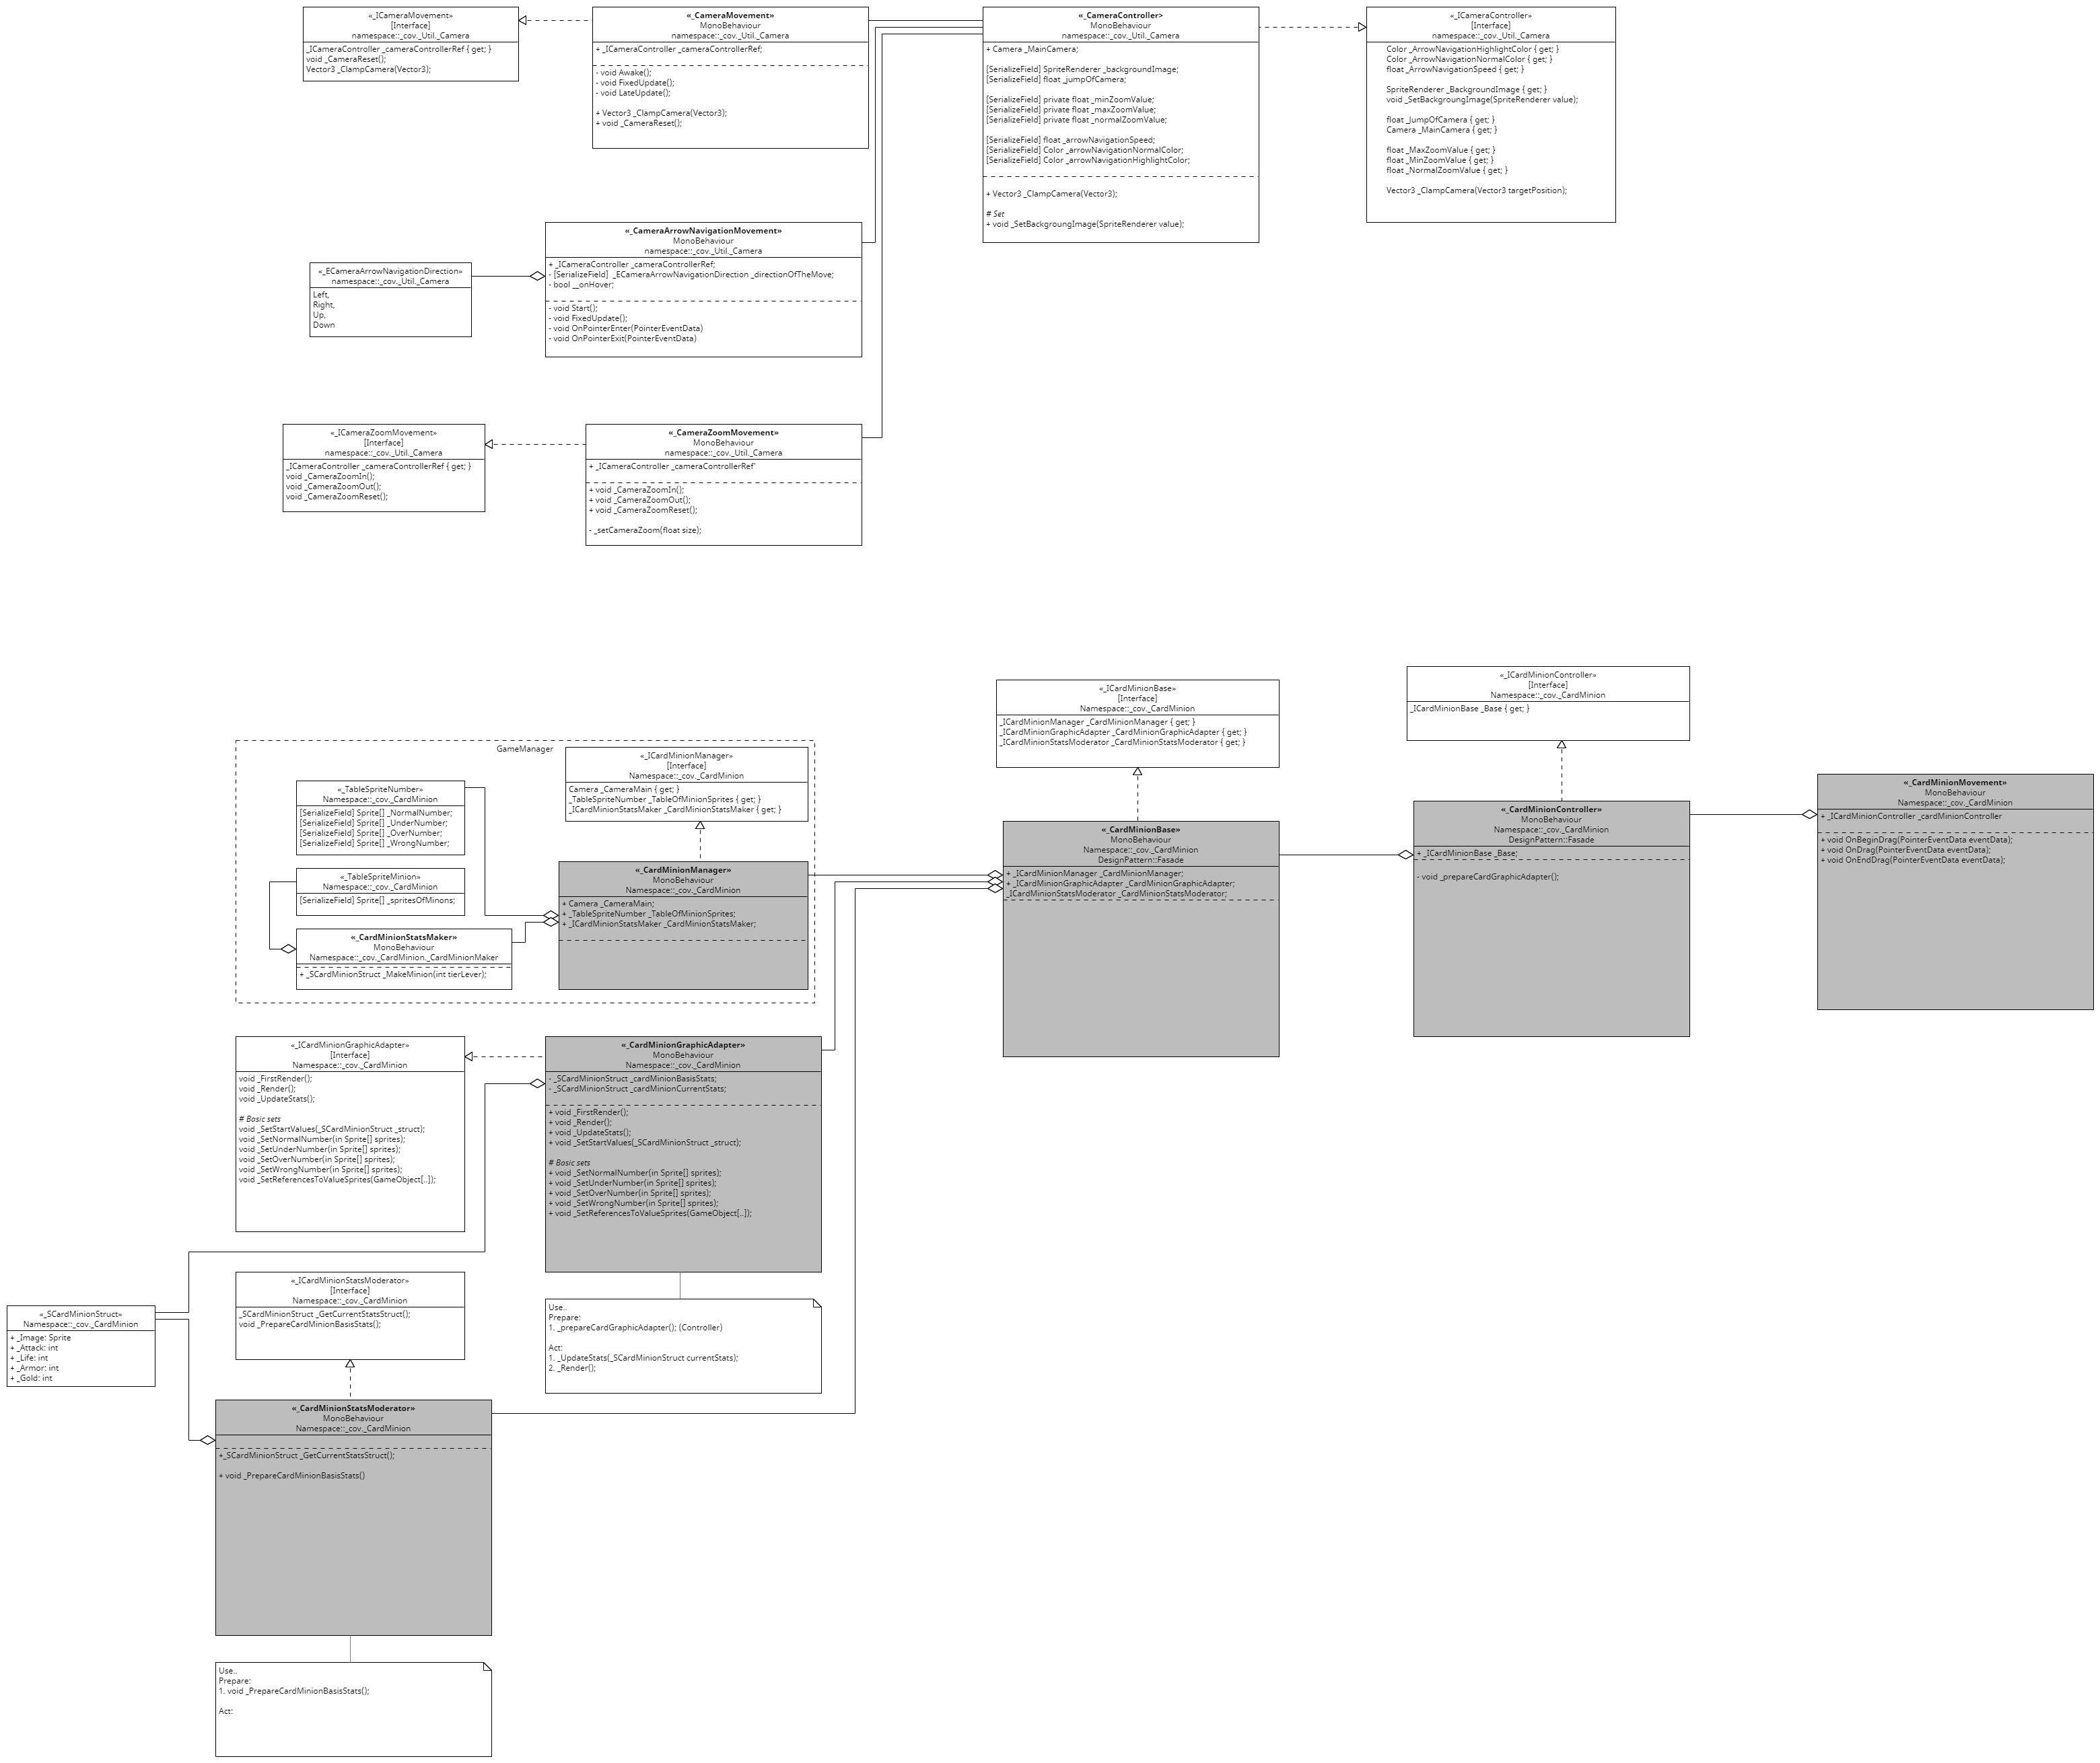 «_ICameraMovement»
[Interface]
namespace::_cov._Util._Camera
_ICameraController _cameraControllerRef { get; }
void _CameraReset();
Vector3 _ClampCamera(Vector3);
«_CameraMovement»
MonoBehaviour
namespace::_cov._Util._Camera
+ _ICameraController _cameraControllerRef;
- void Awake();
- void FixedUpdate();
- void LateUpdate();
+ Vector3 _ClampCamera(Vector3);
+ void _CameraReset();
«_CameraController>
MonoBehaviour
namespace::_cov._Util._Camera
+ Camera _MainCamera;
[SerializeField] SpriteRenderer _backgroundImage;
[SerializeField] float _jumpOfCamera;
[SerializeField] private float _minZoomValue;
[SerializeField] private float _maxZoomValue;
[SerializeField] private float _normalZoomValue;
[SerializeField] float _arrowNavigationSpeed;
[SerializeField] Color _arrowNavigationNormalColor;
[SerializeField] Color _arrowNavigationHighlightColor;
+ Vector3 _ClampCamera(Vector3);
# Set
+ void _SetBackgroungImage(SpriteRenderer value);
«_ICameraController»
[Interface]
namespace::_cov._Util._Camera
Color _ArrowNavigationHighlightColor { get; }
Color _ArrowNavigationNormalColor { get; }
float _ArrowNavigationSpeed { get; }
SpriteRenderer _BackgroundImage { get; }
void _SetBackgroungImage(SpriteRenderer value);
float _JumpOfCamera { get; }
Camera _MainCamera { get; }
float _MaxZoomValue { get; }
float _MinZoomValue { get; }
float _NormalZoomValue { get; }
Vector3 _ClampCamera(Vector3 targetPosition);
«_CameraArrowNavigationMovement»
MonoBehaviour
namespace::_cov._Util._Camera
+ _ICameraController _cameraControllerRef;
- [SerializeField]  _ECameraArrowNavigationDirection _directionOfTheMove;
- bool __onHover;
- void Start();
- void FixedUpdate();
- void OnPointerEnter(PointerEventData)
- void OnPointerExit(PointerEventData)
«_ECameraArrowNavigationDirection»
namespace::_cov._Util._Camera
Left,
Right,
Up,
Down
«_ICameraZoomMovement»
[Interface]
namespace::_cov._Util._Camera
_ICameraController _cameraControllerRef { get; }
void _CameraZoomIn();
void _CameraZoomOut();
void _CameraZoomReset();
«_CameraZoomMovement»
MonoBehaviour
namespace::_cov._Util._Camera
+ _ICameraController _cameraControllerRef'
+ void _CameraZoomIn();
+ void _CameraZoomOut();
+ void _CameraZoomReset();
- _setCameraZoom(float size);
«_ICardMinionBase»
[Interface]
Namespace::_cov._CardMinion
_ICardMinionManager _CardMinionManager { get; }
_ICardMinionGraphicAdapter _CardMinionGraphicAdapter { get; }
_ICardMinionStatsModerator _CardMinionStatsModerator { get; }
«_ICardMinionController»
[Interface]
Namespace::_cov._CardMinion
_ICardMinionBase _Base { get; }
GameManager
«_ICardMinionManager»
[Interface]
Namespace::_cov._CardMinion
Camera _CameraMain { get; }
_TableSpriteNumber _TableOfMinionSprites { get; }
_ICardMinionStatsMaker _CardMinionStatsMaker { get; }
«_TableSpriteNumber»
Namespace::_cov._CardMinion
[SerializeField] Sprite[] _NormalNumber;
[SerializeField] Sprite[] _UnderNumber;
[SerializeField] Sprite[] _OverNumber;
[SerializeField] Sprite[] _WrongNumber;
«_TableSpriteMinion»
Namespace::_cov._CardMinion
[SerializeField] Sprite[] _spritesOfMinons;
«_CardMinionStatsMaker»
MonoBehaviour
Namespace::_cov._CardMinion._CardMinionMaker
+ _SCardMinionStruct _MakeMinion(int tierLever);
«_CardMinionManager»
MonoBehaviour
Namespace::_cov._CardMinion
+ Camera _CameraMain;
+ _TableSpriteNumber _TableOfMinionSprites;
+ _ICardMinionStatsMaker _CardMinionStatsMaker;
«_CardMinionBase»
MonoBehaviour
Namespace::_cov._CardMinion
DesignPattern::Fasade
+ _ICardMinionManager _CardMinionManager;
+ _ICardMinionGraphicAdapter _CardMinionGraphicAdapter;
_ICardMinionStatsModerator _CardMinionStatsModerator;
«_CardMinionController»
MonoBehaviour
Namespace::_cov._CardMinion
DesignPattern::Fasade
+ _ICardMinionBase _Base;
- void _prepareCardGraphicAdapter();
«_CardMinionMovement»
MonoBehaviour
Namespace::_cov._CardMinion
+ _ICardMinionController _cardMinionController
+ void OnBeginDrag(PointerEventData eventData);
+ void OnDrag(PointerEventData eventData);
+ void OnEndDrag(PointerEventData eventData);
«_ICardMinionGraphicAdapter»
[Interface]
Namespace::_cov._CardMinion
void _FirstRender();
void _Render();
void _UpdateStats();
# Basic sets
void _SetStartValues(_SCardMinionStruct _struct);
void _SetNormalNumber(in Sprite[] sprites);
void _SetUnderNumber(in Sprite[] sprites);
void _SetOverNumber(in Sprite[] sprites);
void _SetWrongNumber(in Sprite[] sprites);
void _SetReferencesToValueSprites(GameObject[..]);
«_CardMinionGraphicAdapter»
MonoBehaviour
Namespace::_cov._CardMinion
- _SCardMinionStruct _cardMinionBasisStats;
- _SCardMinionStruct _cardMinionCurrentStats;
+ void _FirstRender();
+ void _Render();
+ void _UpdateStats();
+ void _SetStartValues(_SCardMinionStruct _struct);
# Basic sets
+ void _SetNormalNumber(in Sprite[] sprites);
+ void _SetUnderNumber(in Sprite[] sprites);
+ void _SetOverNumber(in Sprite[] sprites);
+ void _SetWrongNumber(in Sprite[] sprites);
+ void _SetReferencesToValueSprites(GameObject[..]);
Use..
Prepare:
1. _prepareCardGraphicAdapter(); (Controller)
Act:
1. _UpdateStats(_SCardMinionStruct currentStats);
2. _Render();
«_ICardMinionStatsModerator»
[Interface]
Namespace::_cov._CardMinion
_SCardMinionStruct _GetCurrentStatsStruct();
void _PrepareCardMinionBasisStats();
«_SCardMinionStruct»
Namespace::_cov._CardMinion
+ _Image: Sprite
+ _Attack: int
+ _Life: int
+ _Armor: int
+ _Gold: int
«_CardMinionStatsModerator»
MonoBehaviour
Namespace::_cov._CardMinion
+_SCardMinionStruct _GetCurrentStatsStruct();
+ void _PrepareCardMinionBasisStats()
Use..
Prepare:
1. void _PrepareCardMinionBasisStats();
Act: